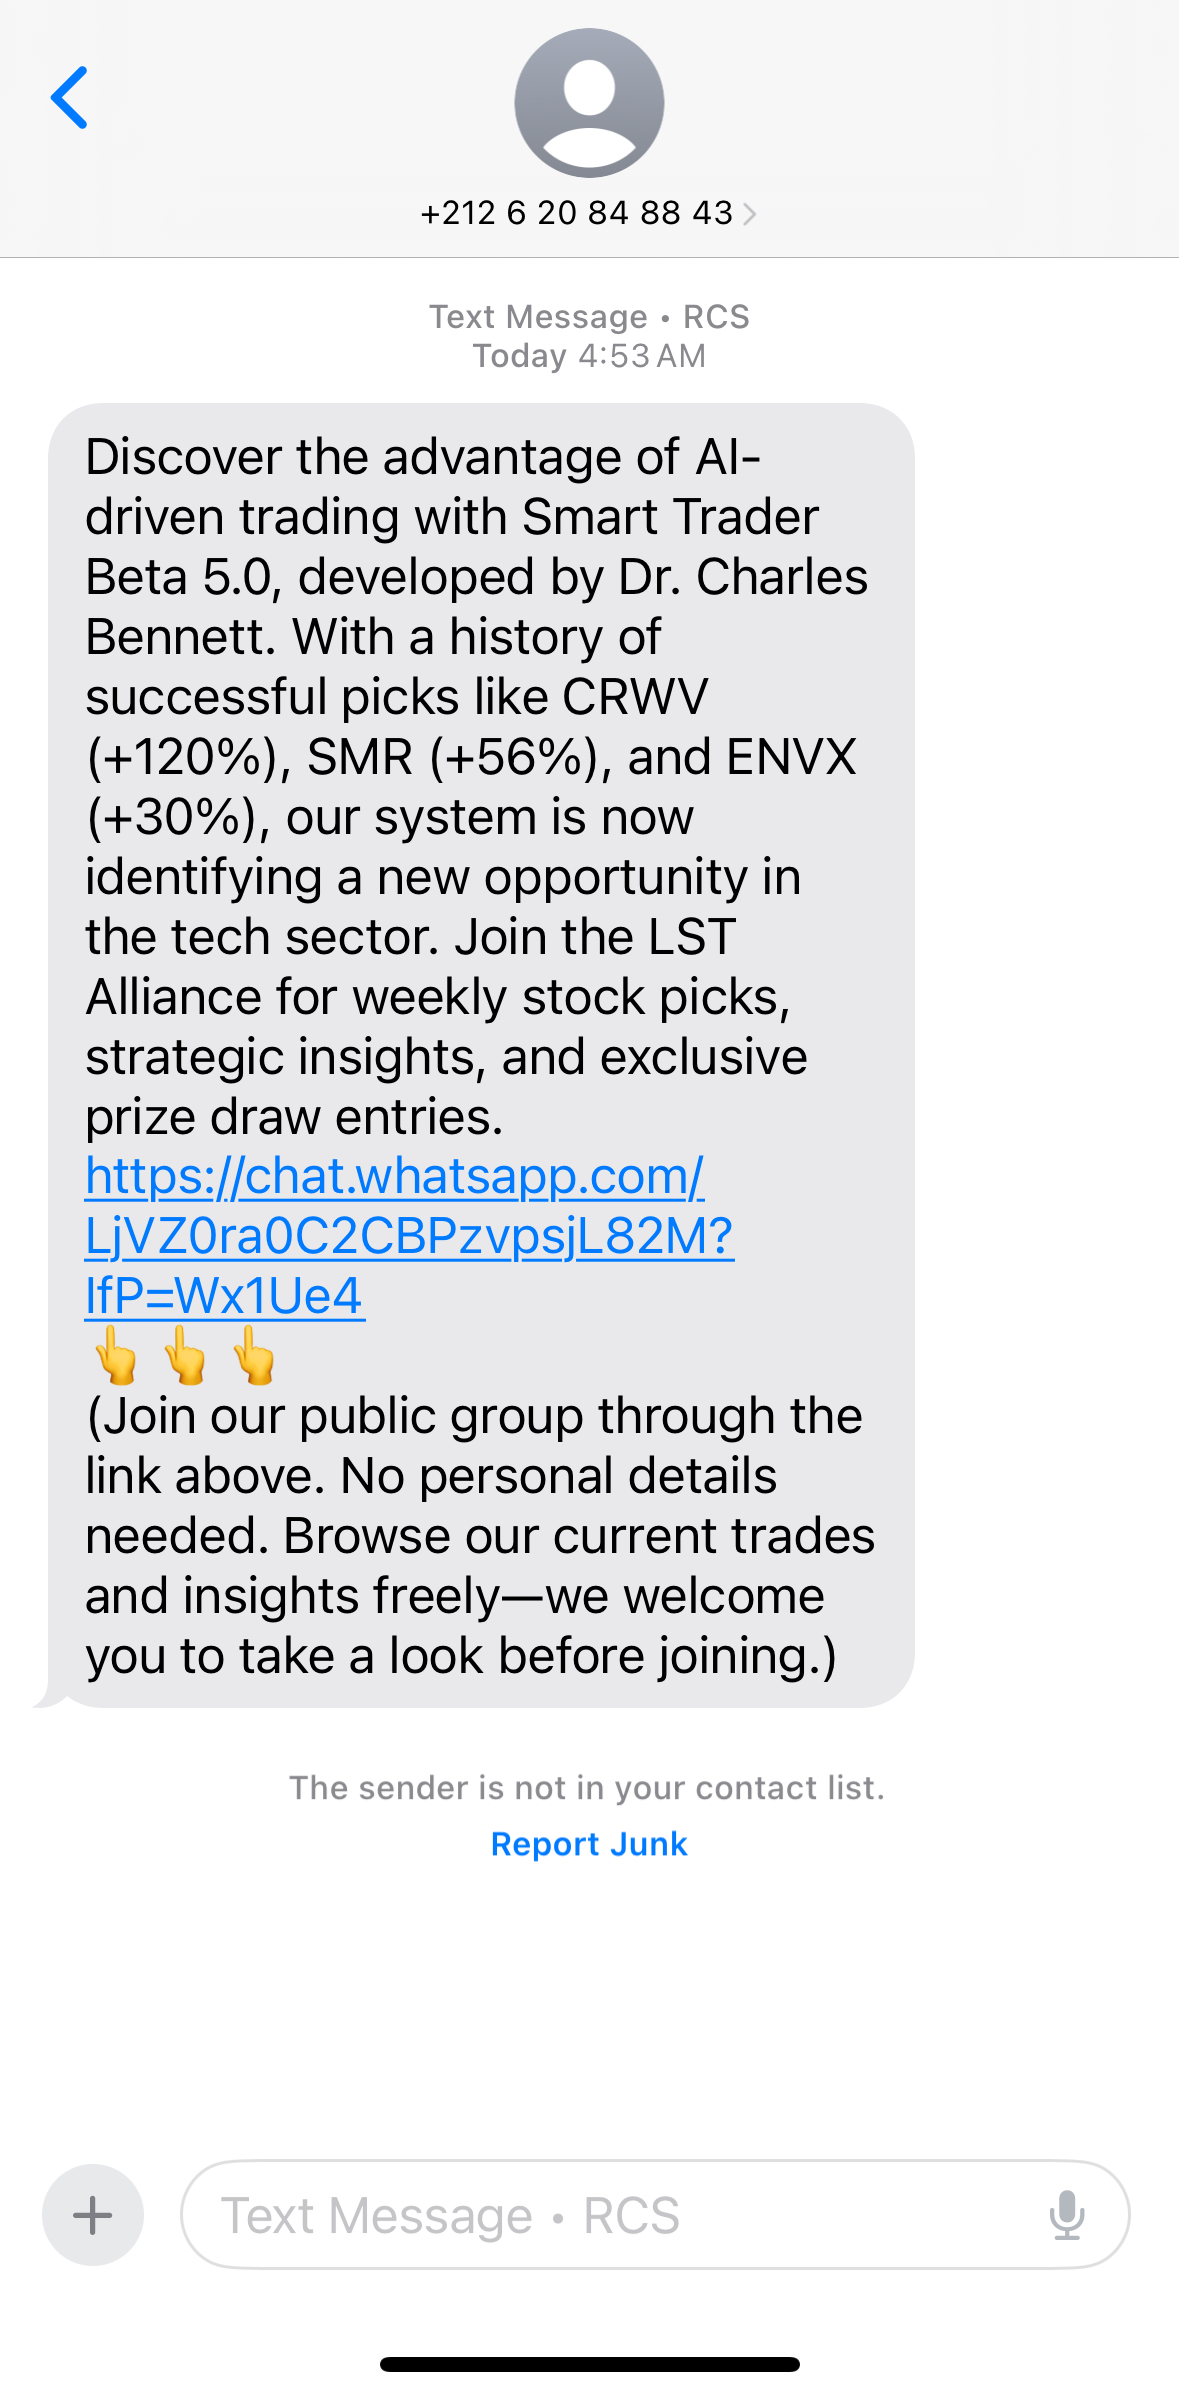 +212 6 20 84 88 43
Text Message • RCS
Today 4:53 AM
Discover the advantage of AI-
driven trading with Smart Trader
Beta 5.0, developed by Dr. Charles
Bennett. With a history of
successful picks like CRWV
(+120%), SMR (+56%), and ENVX
(+30%), our system is now
identifying a new opportunity in
the tech sector. Join the LST
Alliance for weekly stock picks,
strategic insights, and exclusive
prize draw entries.
https://chat.whatsapp.com/
LjVZ0ra0C2CBPzvpsjL82M?
IfP=Wx1Ue4
👆👆👆
(Join our public group through the
link above. No personal details
needed. Browse our current trades
and insights freely—we welcome
you to take a look before joining.)
The sender is not in your contact list.
Report Junk
Text Message • RCS